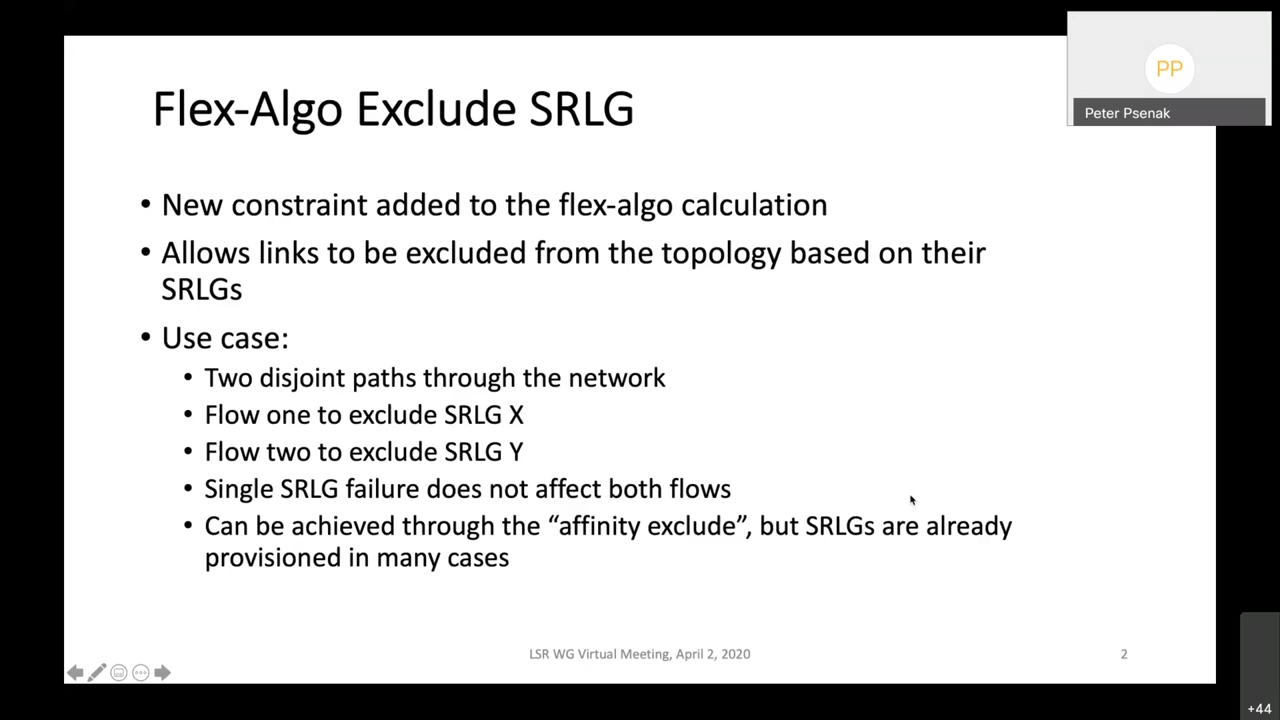 PP
Peter Psenak
Flex-Algo Exclude SRLG
• New constraint added to the flex-algo calculation
• Allows links to be excluded from the topology based on their
SRLGs
• Use case:
• Two disjoint paths through the network
• Flow one to exclude SRLG X
• Flow two to exclude SRLG Y
• Single SRLG failure does not affect both flows
• Can be achieved through the “affinity exclude”, but SRLGs are already
provisioned in many cases
LSR WG Virtual Meeting, April 2, 2020
2
+44